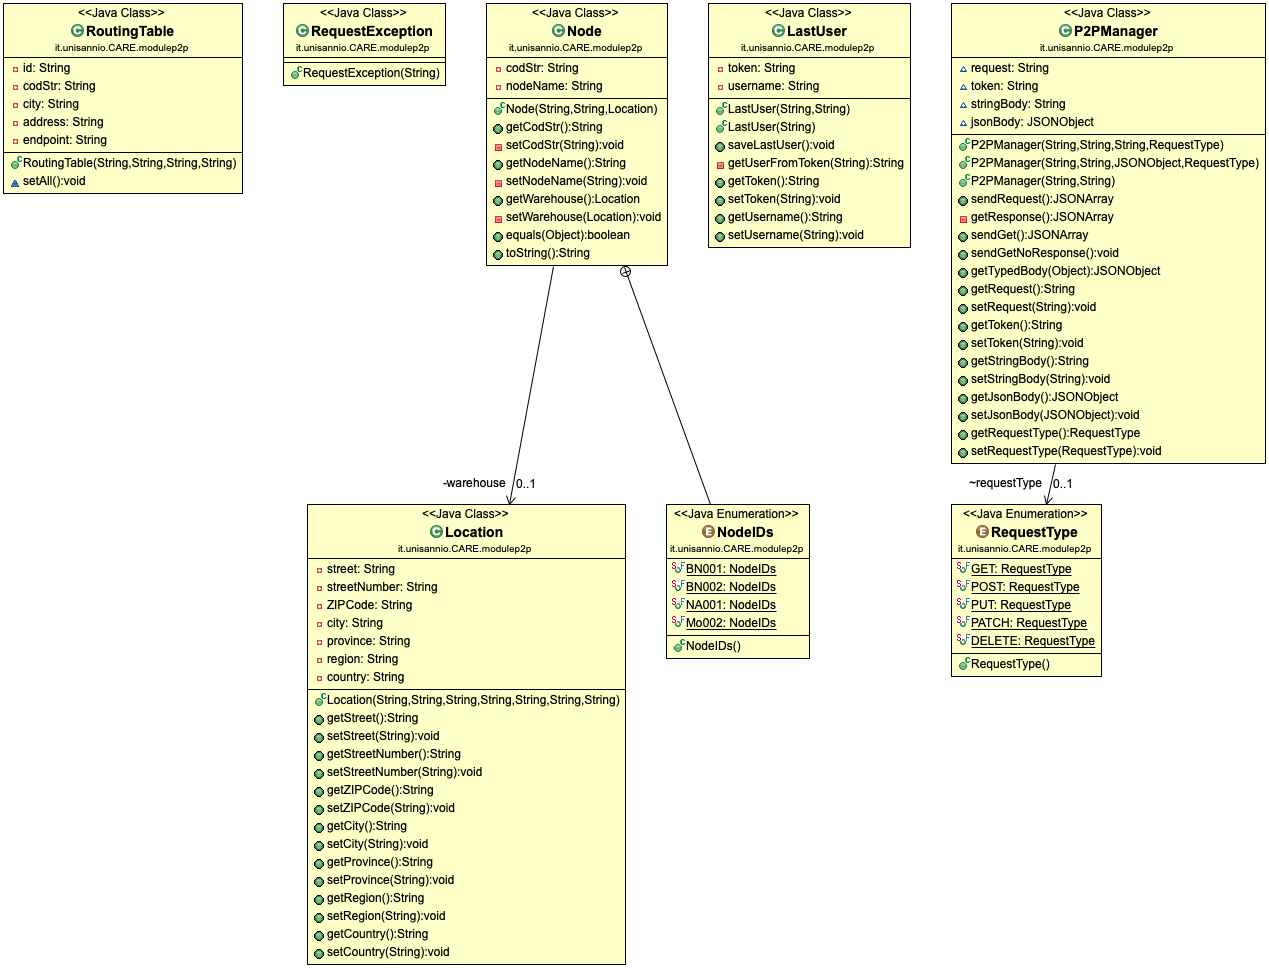 <<Java Class>>
RoutingTable
it.unisannio.CARE.modulep2p
id: String
codStr: String
city: String
address: String
endpoint: String
RoutingTable(String,String,String,String)
setAll():void
<<Java Class>>
RequestException
it.unisannio.CARE.modulep2p
RequestException(String)
<<Java Class>>
Node
it.unisannio.CARE.modulep2p
codStr: String
nodeName: String
Node(String,String,Location)
getCodStr():String
setCodStr(String):void
getNodeName():String
setNodeName(String):void
getWarehouse():Location
setWarehouse(Location):void
equals(Object):boolean
toString():String
<<Java Class>>
LastUser
it.unisannio.CARE.modulep2p
token: String
username: String
LastUser(String,String)
LastUser(String)
saveLastUser():void
getUserFromToken(String):String
getToken():String
setToken(String):void
getUsername():String
setUsername(String):void
<<Java Class>>
P2PManager
it.unisannio.CARE.modulep2p
request: String
token: String
stringBody: String
jsonBody: JSONObject
P2PManager(String,String,String,RequestType)
P2PManager(String,String,JSONObject,RequestType)
P2PManager(String,String)
sendRequest():JSONArray
getResponse():JSONArray
sendGet():JSONArray
sendGetNoResponse():void
getTypedBody(Object):JSONObject
getRequest():String
setRequest(String):void
getToken():String
setToken(String):void
getStringBody():String
setStringBody(String):void
getJsonBody():JSONObject
setJsonBody(JSONObject):void
getRequestType():RequestType
setRequestType(RequestType):void
-warehouse 0..1
~requestType 0..1
<<Java Class>>
Location
it.unisannio.CARE.modulep2p
street: String
streetNumber: String
ZIPCode: String
city: String
province: String
region: String
country: String
Location(String,String,String,String,String,String,String)
getStreet():String
setStreet(String):void
getStreetNumber():String
setStreetNumber(String):void
getZIPCode():String
setZIPCode(String):void
getCity():String
setCity(String):void
getProvince():String
setProvince(String):void
getRegion():String
setRegion(String):void
getCountry():String
setCountry(String):void
<<Java Enumeration>>
NodeIDs
it.unisannio.CARE.modulep2p
BN001: NodeIDs
BN002: NodeIDs
NA001: NodeIDs
Mo002: NodeIDs
NodeIDs()
<<Java Enumeration>>
RequestType
it.unisannio.CARE.modulep2p
GET: RequestType
POST: RequestType
PUT: RequestType
PATCH: RequestType
DELETE: RequestType
RequestType()